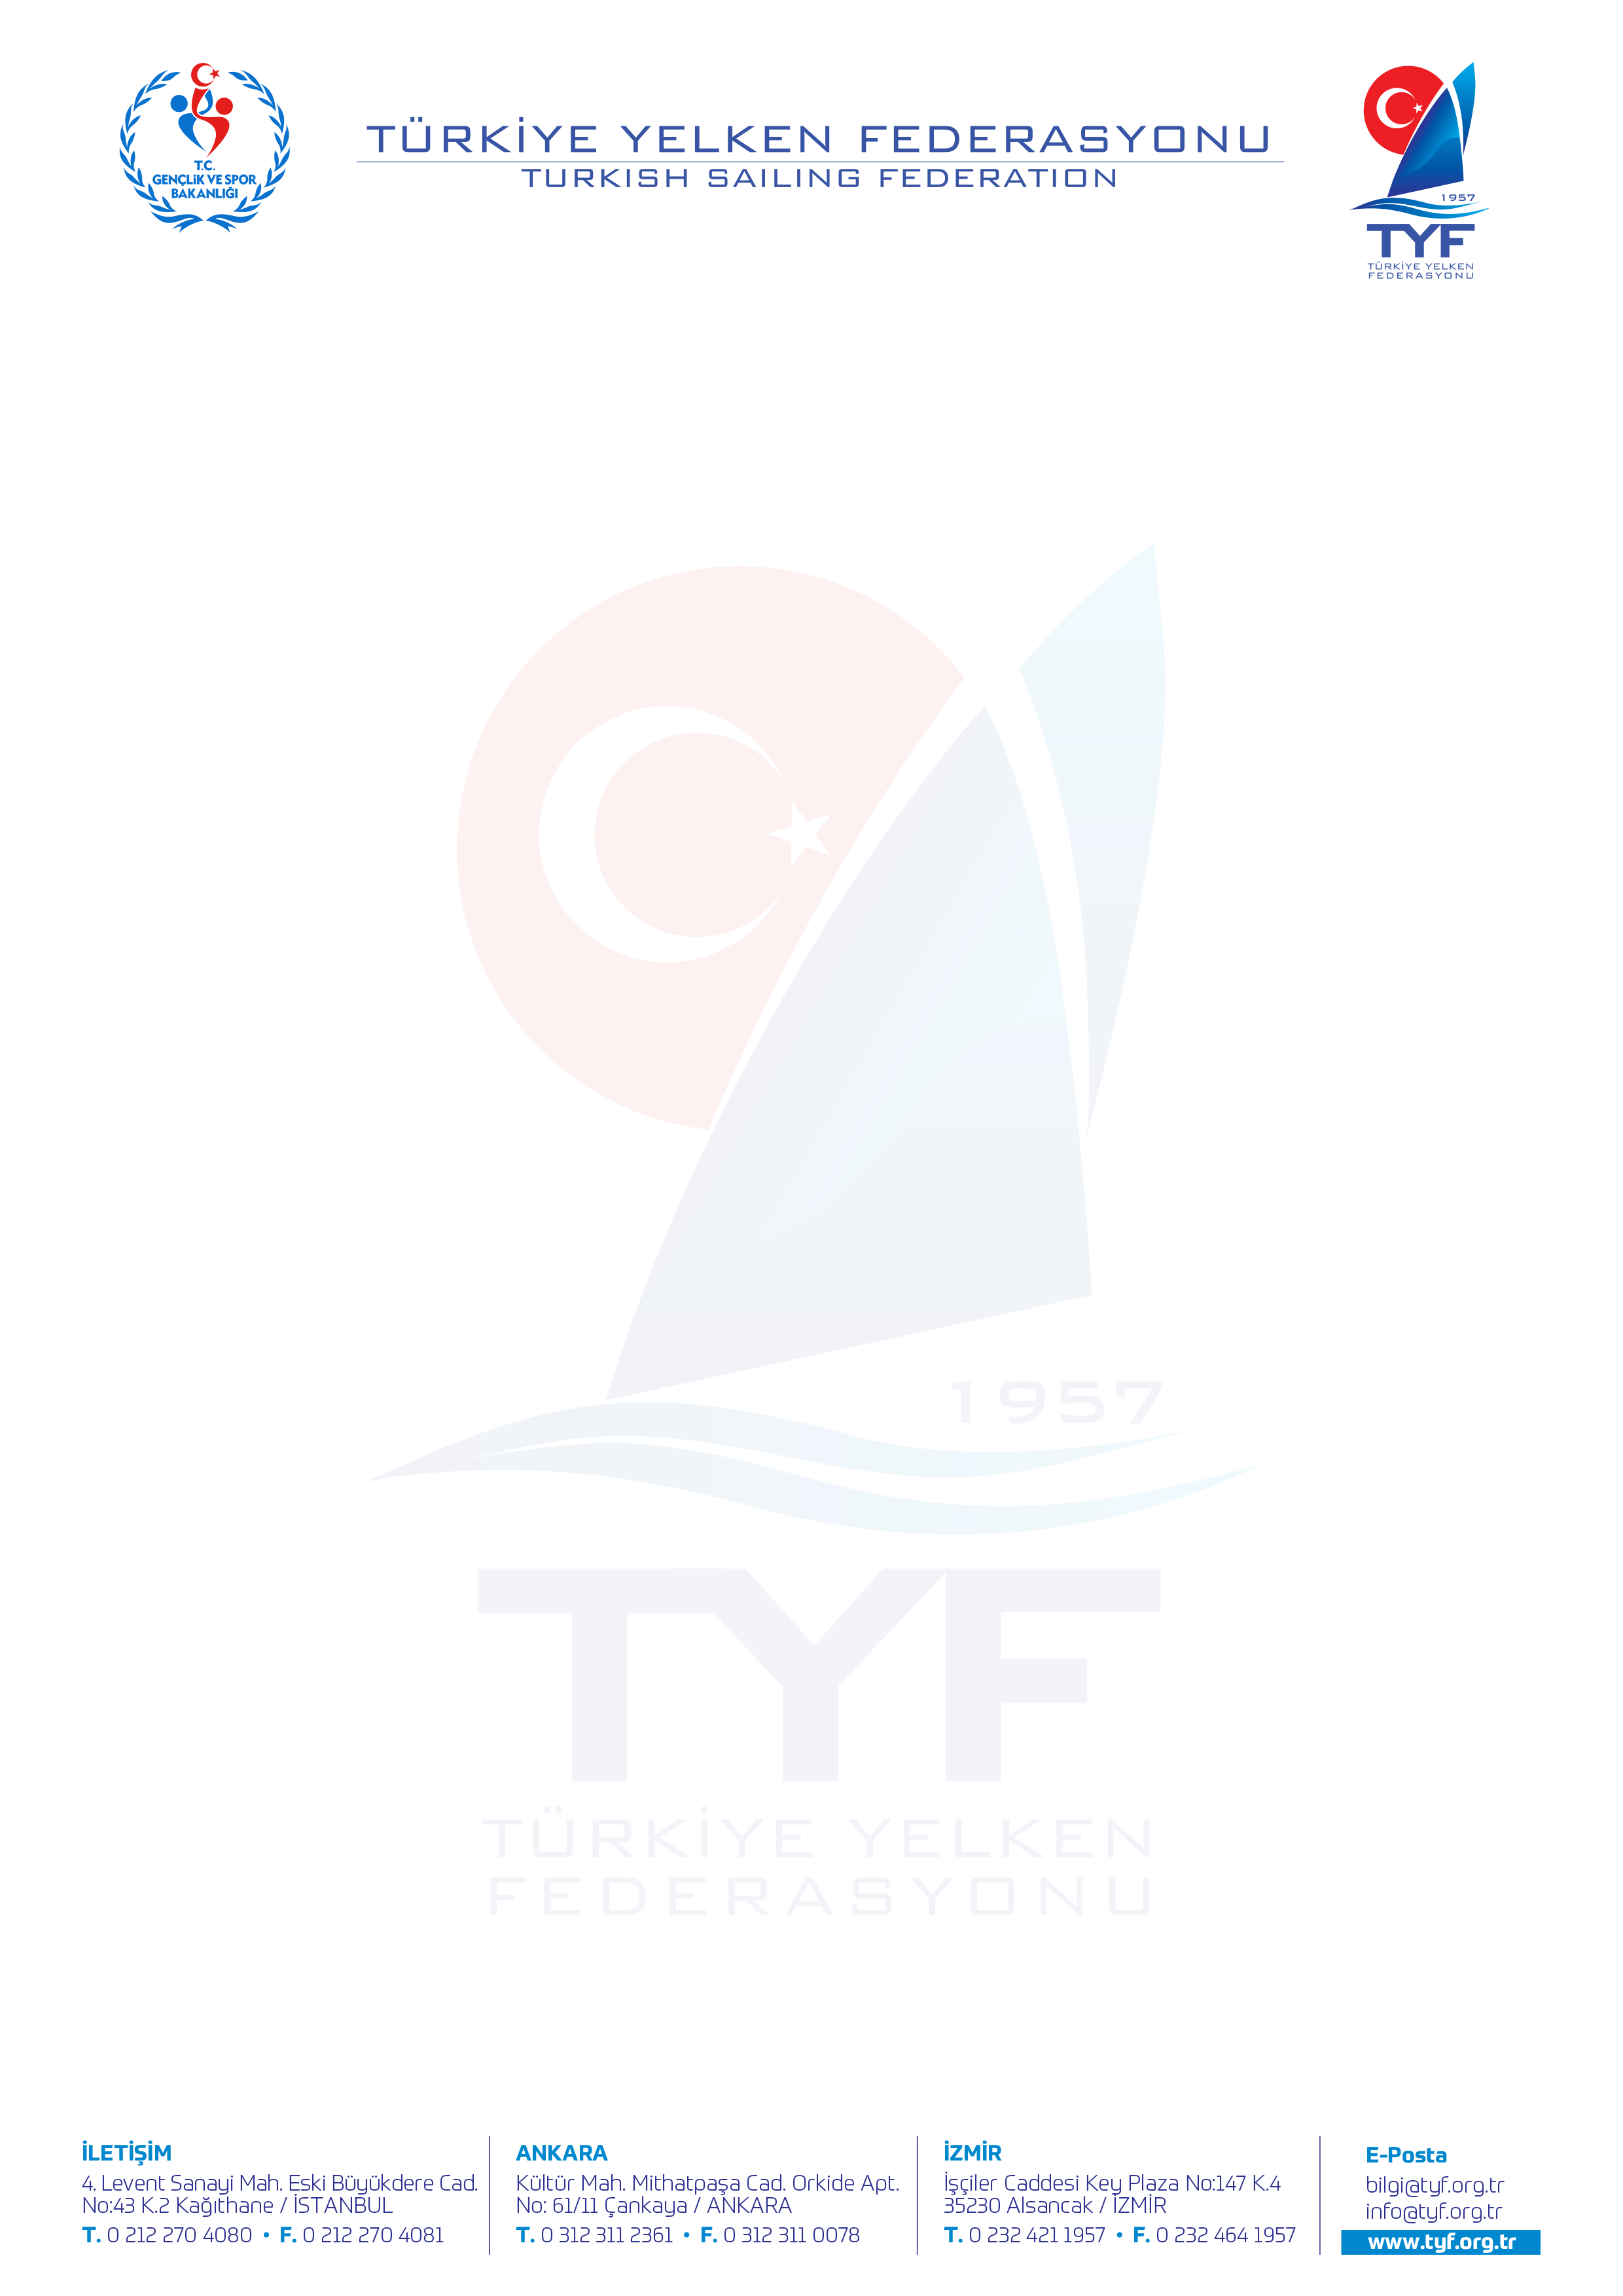 T.C.
GENÇLİK VE SPOR
BAKANLIĞI
TÜRKİYE YELKEN FEDERASYONU
TURKISH SAILING FEDERATION
1957
TYF
TÜRKİYE YELKEN
FEDERASYONU
1957
TYF
TÜRKİYE YELKEN
FEDERASYONU
İLETİŞİM
4. Levent Sanayi Mah. Eski Büyükdere Cad.
No:43 K.2 Kağıthane / İSTANBUL
T. 0 212 270 4080 • F. 0 212 270 4081
ANKARA
Kültür Mah. Mithatpaşa Cad. Orkide Apt.
No: 61/11 Çankaya / ANKARA
T. 0 312 311 2361 • F. 0 312 311 0078
İZMİR
İşçiler Caddesi Key Plaza No:147 K.4
35230 Alsancak / İZMİR
T. 0 232 421 1957 • F. 0 232 464 1957
E-Posta
bilgi@tyf.org.tr
info@tyf.org.tr
www.tyf.org.tr